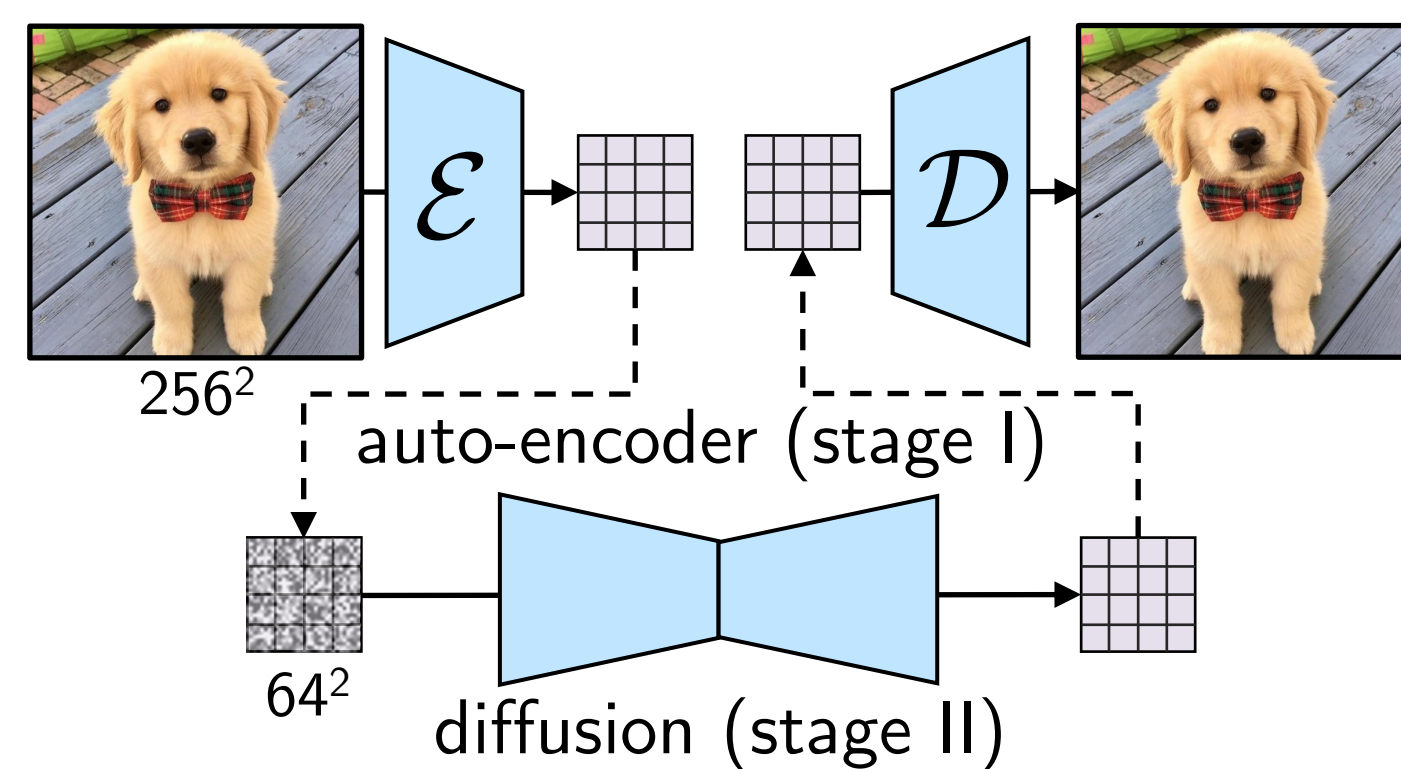 ℰ
𝒟
256²
auto-encoder (stage I)
64²
diffusion (stage II)